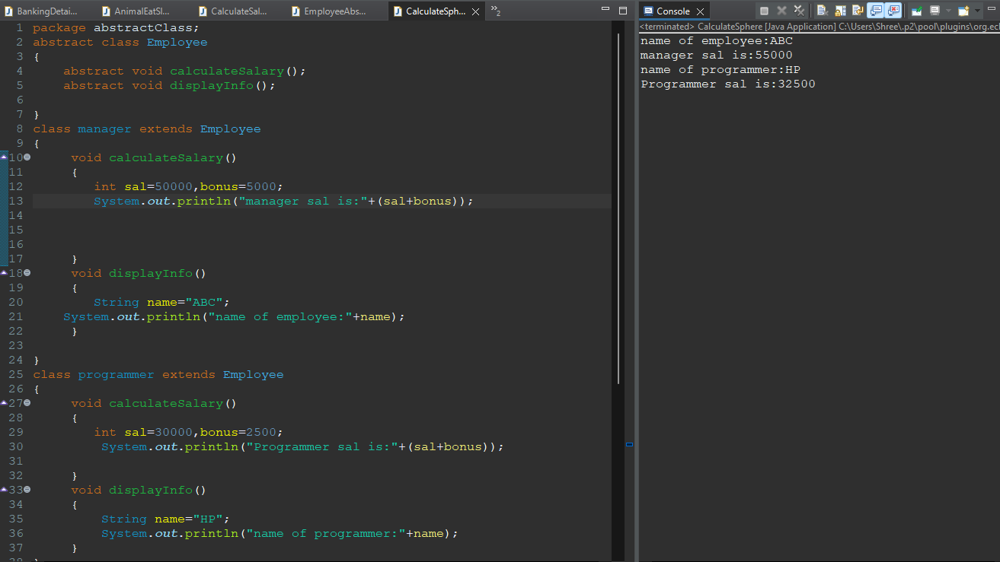 BankingDetai... AnimalEatSl... CalculateSal... EmployeeAbs... CalculateSph... »2
1 package abstractClass;
2 abstract class Employee
3 {
4 abstract void calculateSalary();
5 abstract void displayInfo();
6
7 }
8 class manager extends Employee
9 {
10 void calculateSalary()
11 {
12 int sal=50000,bonus=5000;
13 System.out.println("manager sal is:"+(sal+bonus));
14
15
16
17 }
18 void displayInfo()
19 {
20 String name="ABC";
21 System.out.println("name of employee:"+name);
22 }
23
24 }
25 class programmer extends Employee
26 {
27 void calculateSalary()
28 {
29 int sal=30000,bonus=2500;
30 System.out.println("Programmer sal is:"+(sal+bonus));
31
32 }
33 void displayInfo()
34 {
35 String name="HP";
36 System.out.println("name of programmer:"+name);
37 }
38 }
Console
<terminated> CalculateSphere [Java Application] C:\Users\Shree\.p2\pool\plugins\org.ecl
name of employee:ABC
manager sal is:55000
name of programmer:HP
Programmer sal is:32500